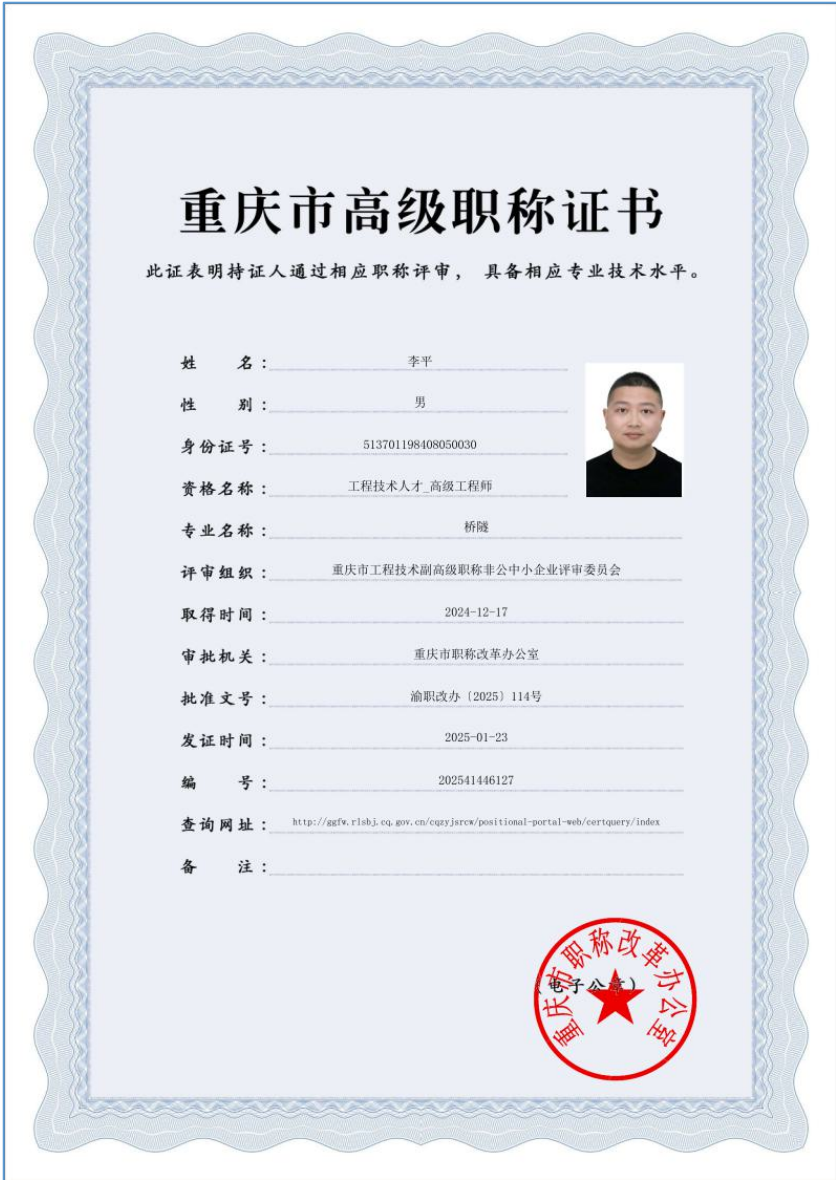 重庆市高级职称证书
此证表明持证人通过相应职称评审， 具备相应专业技术水平。
姓 名：李平
性 别：男
身份证号：513701198408050030
资格名称：工程技术人才_高级工程师
专业名称：桥隧
评审组织：重庆市工程技术副高级职称非公中小企业评审委员会
取得时间：2024-12-17
审批机关：重庆市职称改革办公室
批准文号：渝职改办〔2025〕114号
发证时间：2025-01-23
编 号：202541446127
查询网址：http://ggfw.rlsbj.cq.gov.cn/cqzyjsrcw/positional-portal-web/certquery/index
备 注：
重庆市职称改革办公室
（电子公章）